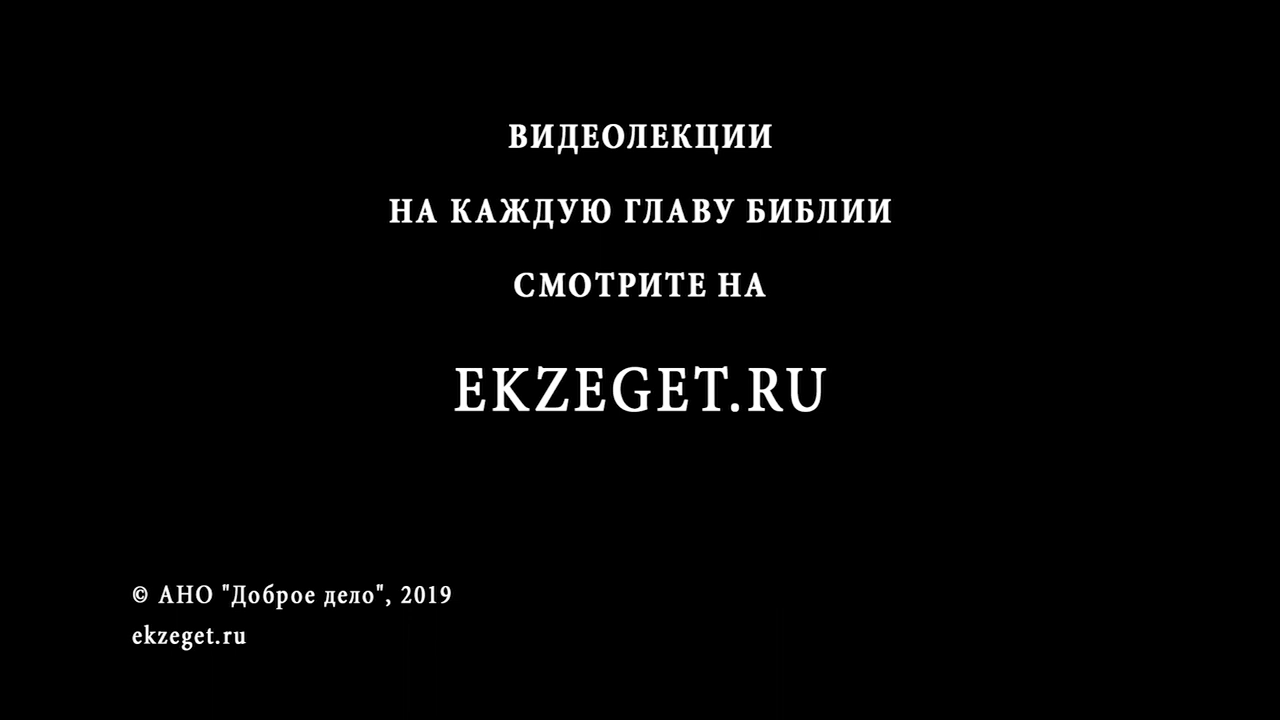 ВИДЕОЛЕКЦИИ
НА КАЖДУЮ ГЛАВУ БИБЛИИ
СМОТРИТЕ НА
EKZEGET.RU
© АНО "Доброе дело", 2019
ekzeget.ru